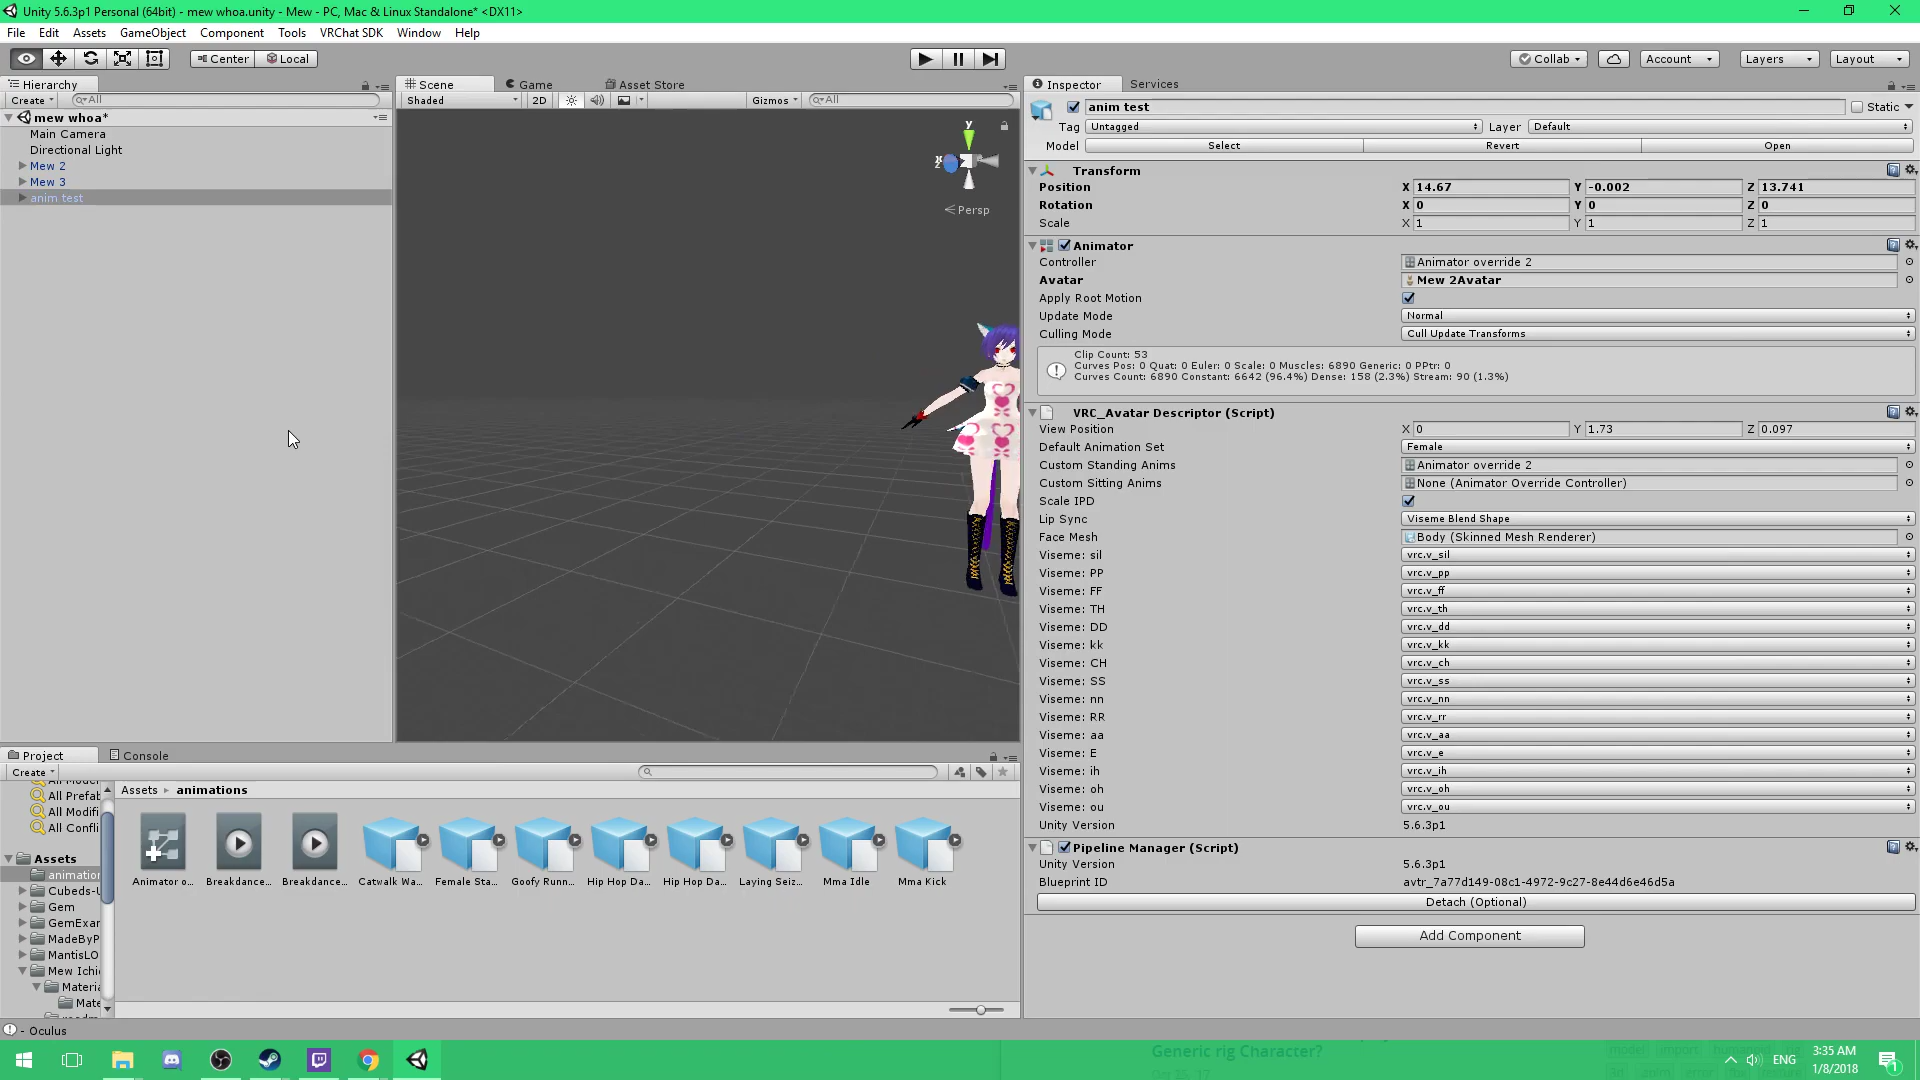 Unity 5.6.3p1 Personal (64bit) - mew whoa.unity - Mew - PC, Mac & Linux Standalone* <DX11>
File Edit Assets GameObject Component Tools VRChat SDK Window Help
Center Local Collab Account Layers Layout
Hierarchy
Create All
mew whoa*
Main Camera
Directional Light
Mew 2
Mew 3
anim test
Scene Game Asset Store
Shaded 2D Gizmos All
y
x
z
Persp
Inspector Services
anim test Static
Tag Untagged Layer Default
Model Select Revert Open
Transform
Position X 14.67 Y -0.002 Z 13.741
Rotation X 0 Y 0 Z 0
Scale X 1 Y 1 Z 1
Animator
Controller Animator override 2
Avatar Mew 2Avatar
Apply Root Motion
Update Mode Normal
Culling Mode Cull Update Transforms
Clip Count: 53
Curves Pos: 0 Quat: 0 Euler: 0 Scale: 0 Muscles: 6890 Generic: 0 PPtr: 0
Curves Count: 6890 Constant: 6642 (96.4%) Dense: 158 (2.3%) Stream: 90 (1.3%)
VRC_Avatar Descriptor (Script)
View Position X 0 Y 1.73 Z 0.097
Default Animation Set Female
Custom Standing Anims Animator override 2
Custom Sitting Anims None (Animator Override Controller)
Scale IPD
Lip Sync Viseme Blend Shape
Face Mesh Body (Skinned Mesh Renderer)
Viseme: sil vrc.v_sil
Viseme: PP vrc.v_pp
Viseme: FF vrc.v_ff
Viseme: TH vrc.v_th
Viseme: DD vrc.v_dd
Viseme: kk vrc.v_kk
Viseme: CH vrc.v_ch
Viseme: SS vrc.v_ss
Viseme: nn vrc.v_nn
Viseme: RR vrc.v_rr
Viseme: aa vrc.v_aa
Viseme: E vrc.v_e
Viseme: ih vrc.v_ih
Viseme: oh vrc.v_oh
Viseme: ou vrc.v_ou
Unity Version 5.6.3p1
Pipeline Manager (Script)
Unity Version 5.6.3p1
Blueprint ID avtr_7a77d149-08c1-4972-9c27-8e44d6e46d5a
Detach (Optional)
Add Component
Project Console
Create
All Prefab
All Modifi
All Confli
Assets
animation
Cubeds-U
Gem
GemExar
MadeByP
MantisLO
Mew Ichi
Materia
Mate
Assets animations
Animator o... Breakdance... Breakdance... Catwalk Wa... Female Sta... Goofy Runn... Hip Hop Da... Hip Hop Da... Laying Seiz... Mma Idle Mma Kick
- Oculus
Generic rig Character?
ENG 3:35 AM
1/8/2018
1